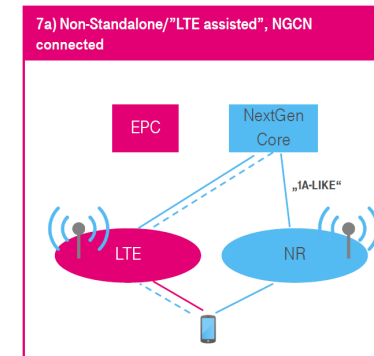 7a) Non-Standalone/”LTE assisted”, NGCN
connected
EPC
NextGen
Core
„1A-LIKE“
LTE
NR